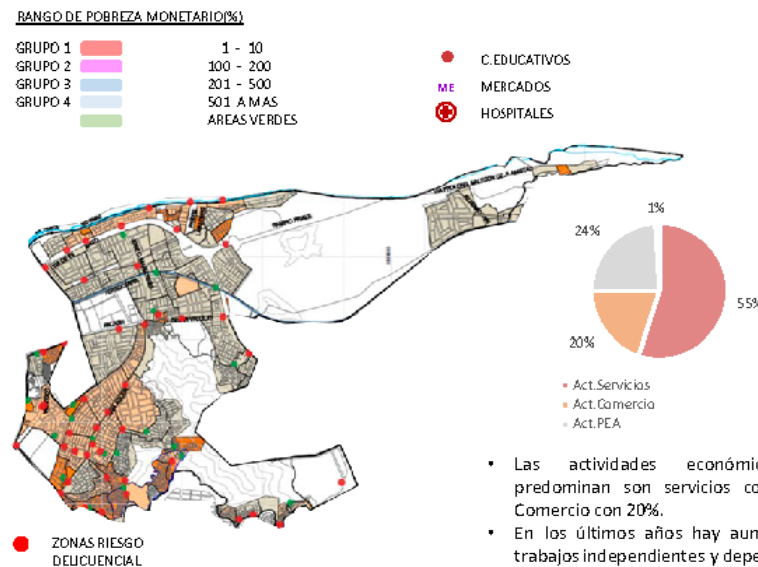 RANGO DE POBREZA MONETARIO(%)
GRUPO 1 1 - 10
GRUPO 2 100 - 200
GRUPO 3 201 - 500
GRUPO 4 501 A MAS
AREAS VERDES
C.EDUCATIVOS
ME MERCADOS
HOSPITALES
1%
24%
55%
20%
Act.Servicios
Act.Comercio
Act.PEA
• Las actividades económic
predominan son servicios co
Comercio con 20%.
• En los últimos años hay aum
trabajos independientes y depe
ZONAS RIESGO
DELICUENCIAL